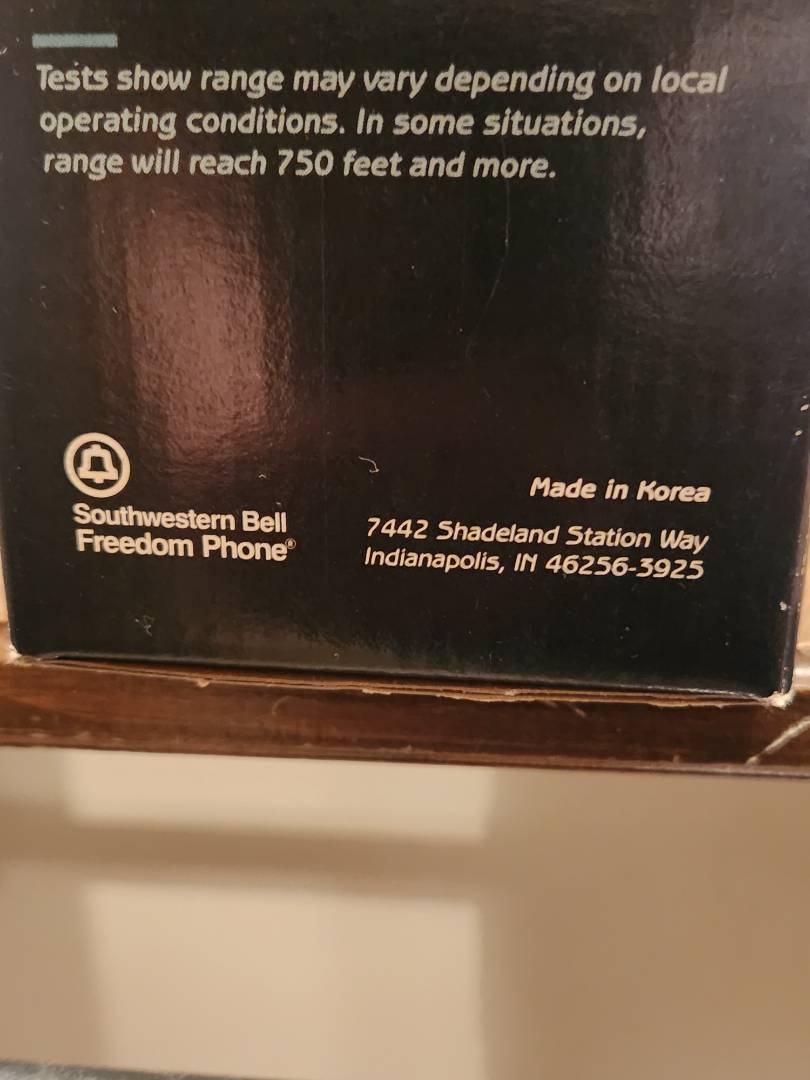 Tests show range may vary depending on local
operating conditions. In some situations,
range will reach 750 feet and more.
Southwestern Bell
Freedom Phone®
Made in Korea
7442 Shadeland Station Way
Indianapolis, IN 46256-3925